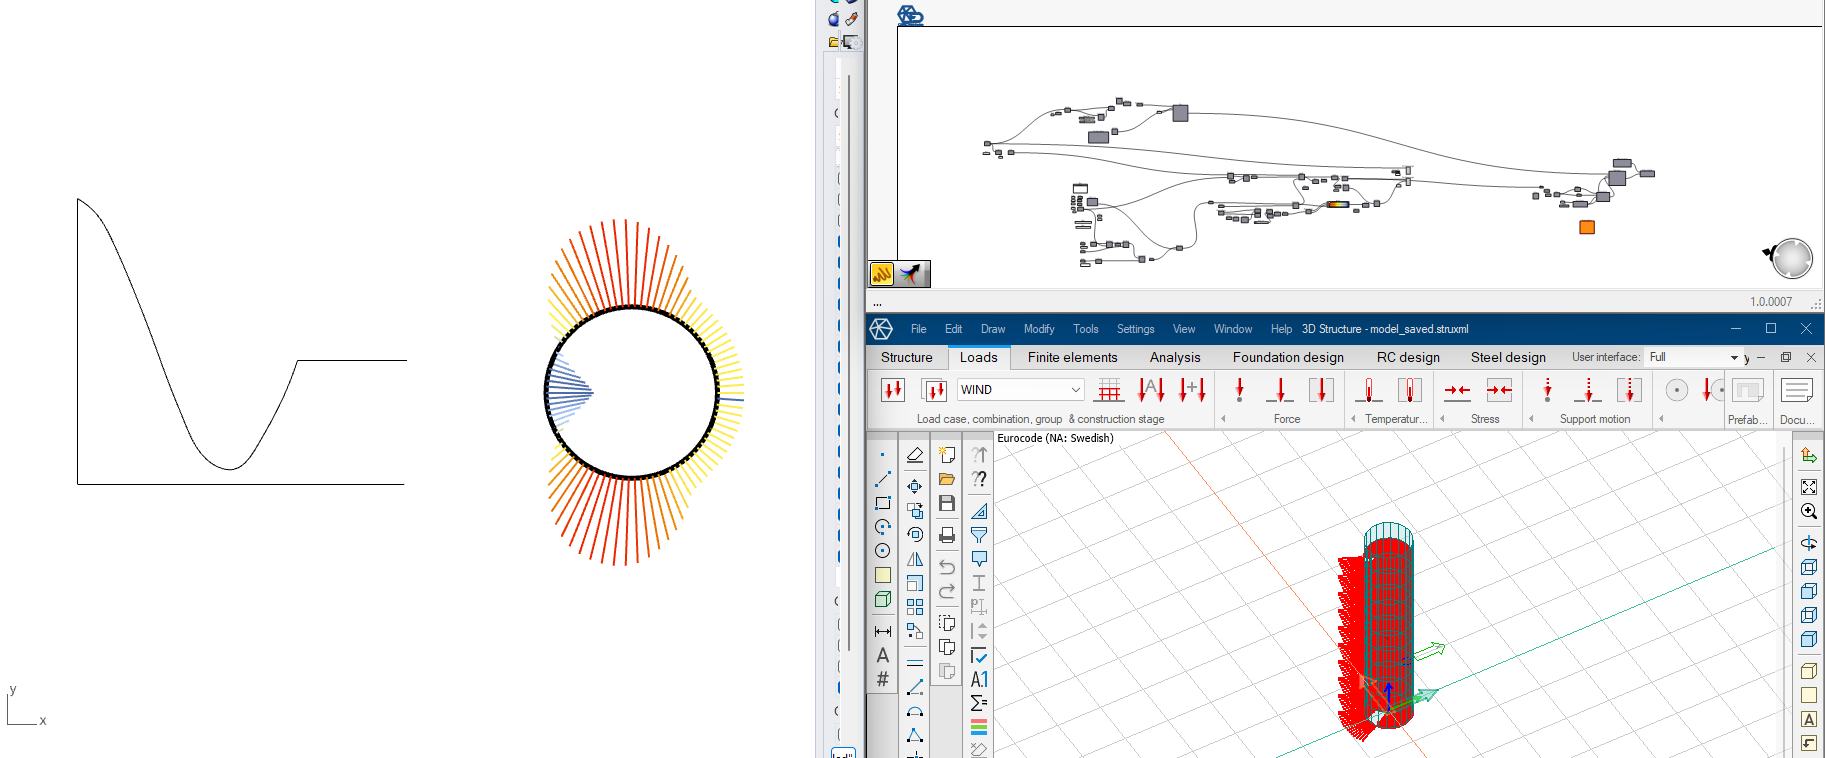 y
x
...
1.0.0007
File Edit Draw Modify Tools Settings View Window Help 3D Structure - model_saved.struxml
Structure Loads Finite elements Analysis Foundation design RC design Steel design User interface: Full y
WIND
Load case, combination, group & construction stage Force Temperatur... Stress Support motion Prefab... Docu...
Eurocode (NA: Swedish)
??
A
#
A.1
Σ=
A